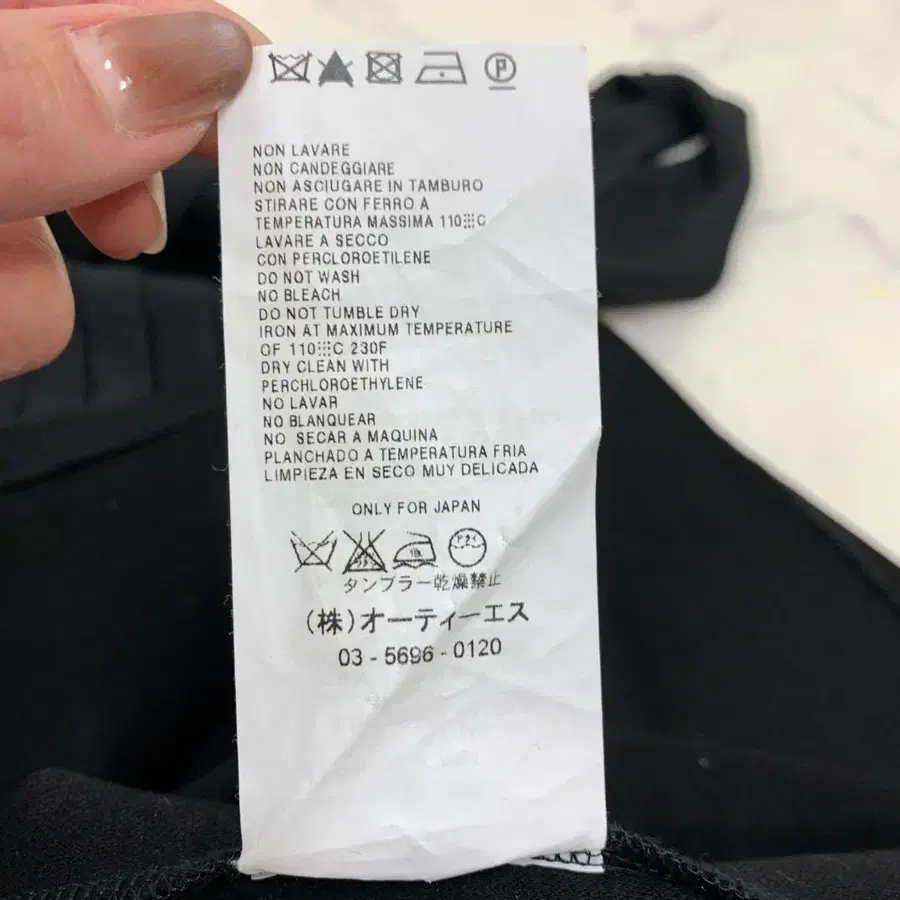 P
NON LAVARE
NON CANDEGGIARE
NON ASCIUGARE IN TAMBURO
STIRARE CON FERRO A
TEMPERATURA MASSIMA 110 C
LAVARE A SECCO
CON PERCLOROETILENE
DO NOT WASH
NO BLEACH
DO NOT TUMBLE DRY
IRON AT MAXIMUM TEMPERATURE
OF 110 C 230F
DRY CLEAN WITH
PERCHLOROETHYLENE
NO LAVAR
NO BLANQUEAR
NO SECAR A MAQUINA
PLANCHADO A TEMPERATURA FRIA
LIMPIEZA EN SECO MUY DELICADA
ONLY FOR JAPAN
低
タンブラー乾燥禁止
(株)オーティーエス
03 - 5696 - 0120